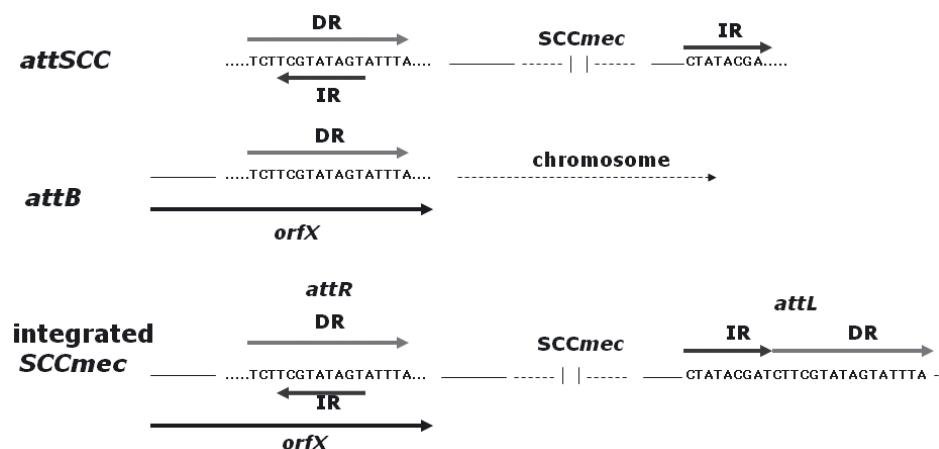 DR SCCmec IR
attSCC .....TCTTCGTATAGTATTTA.... CTATACGA.....
IR
DR
chromosome
.....TCTTCGTATAGTATTTA....
attB
orfX
attR attL
DR IR DR
integrated SCCmec
SCCmec
.....TCTTCGTATAGTATTTA... CTATACGATCTTCGTATAGTATTTA -
IR
orfX